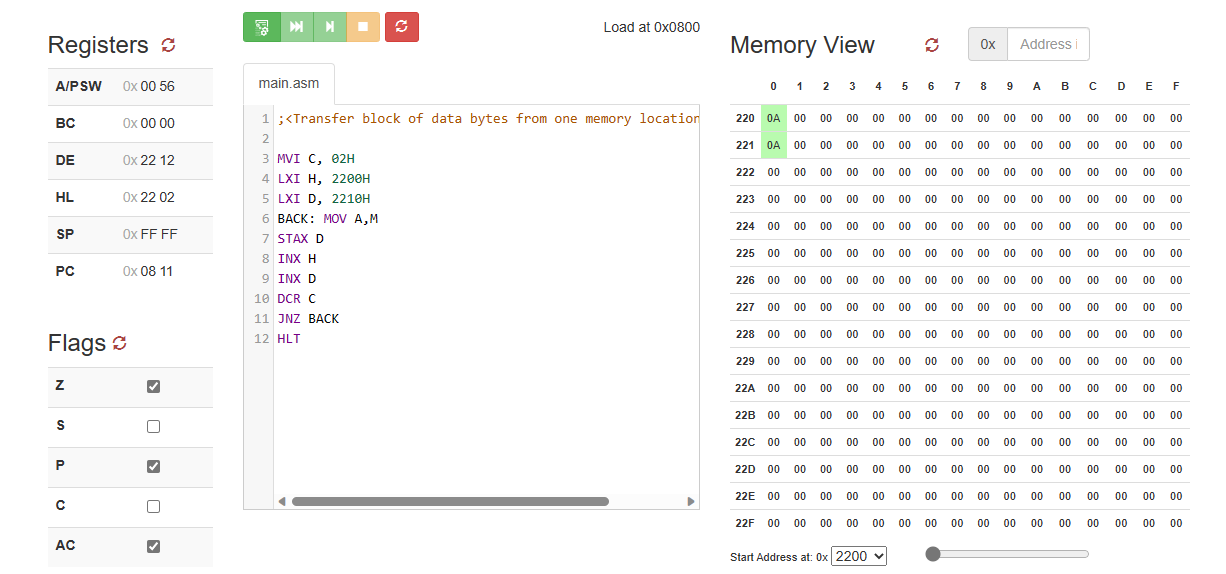 Registers
A/PSW 0x 00 56
BC 0x 00 00
DE 0x 22 12
HL 0x 22 02
SP 0x FF FF
PC 0x 08 11
Flags
Z
S
P
C
AC
Load at 0x0800
main.asm
1 ;<Transfer block of data bytes from one memory location
2
3 MVI C, 02H
4 LXI H, 2200H
5 LXI D, 2210H
6 BACK: MOV A,M
7 STAX D
8 INX H
9 INX D
10 DCR C
11 JNZ BACK
12 HLT
Memory View 0x Address
0 1 2 3 4 5 6 7 8 9 A B C D E F
220 0A 00 00 00 00 00 00 00 00 00 00 00 00 00 00 00
221 0A 00 00 00 00 00 00 00 00 00 00 00 00 00 00 00
222 00 00 00 00 00 00 00 00 00 00 00 00 00 00 00 00
223 00 00 00 00 00 00 00 00 00 00 00 00 00 00 00 00
224 00 00 00 00 00 00 00 00 00 00 00 00 00 00 00 00
225 00 00 00 00 00 00 00 00 00 00 00 00 00 00 00 00
226 00 00 00 00 00 00 00 00 00 00 00 00 00 00 00 00
227 00 00 00 00 00 00 00 00 00 00 00 00 00 00 00 00
228 00 00 00 00 00 00 00 00 00 00 00 00 00 00 00 00
229 00 00 00 00 00 00 00 00 00 00 00 00 00 00 00 00
22A 00 00 00 00 00 00 00 00 00 00 00 00 00 00 00 00
22B 00 00 00 00 00 00 00 00 00 00 00 00 00 00 00 00
22C 00 00 00 00 00 00 00 00 00 00 00 00 00 00 00 00
22D 00 00 00 00 00 00 00 00 00 00 00 00 00 00 00 00
22E 00 00 00 00 00 00 00 00 00 00 00 00 00 00 00 00
22F 00 00 00 00 00 00 00 00 00 00 00 00 00 00 00 00
Start Address at: 0x 2200